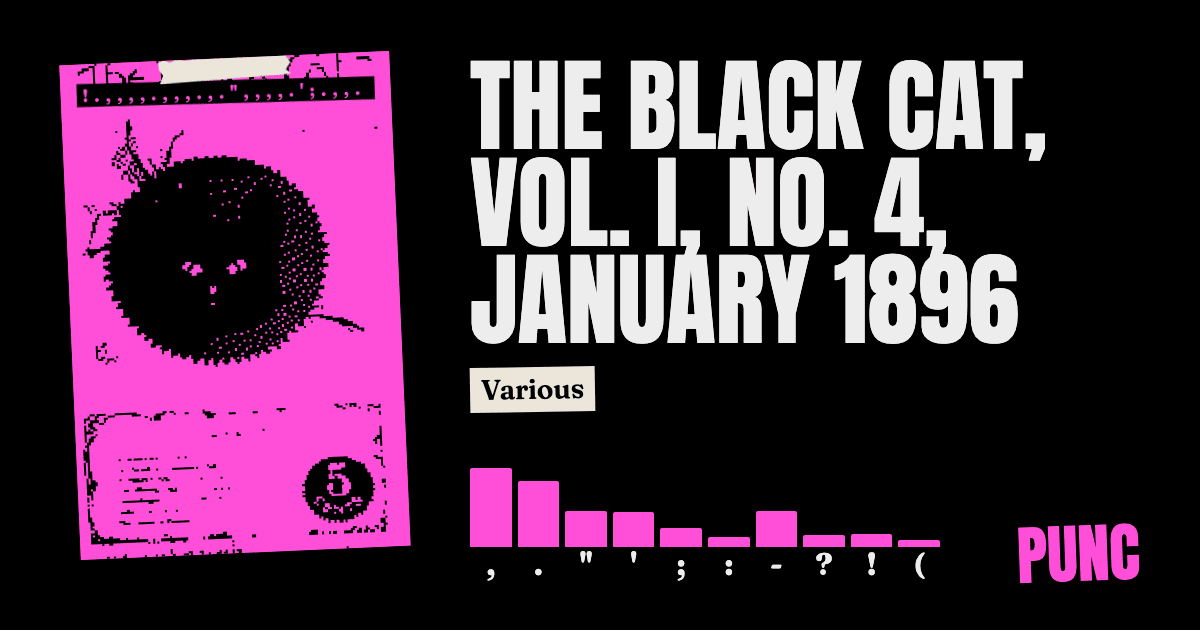 !.,,,,.,,,.,.",,,,.';.,,.
THE BLACK CAT,
VOL. I, NO. 4,
JANUARY 1896
Various
5
, . " ' ; : - ? ! (
PUNC